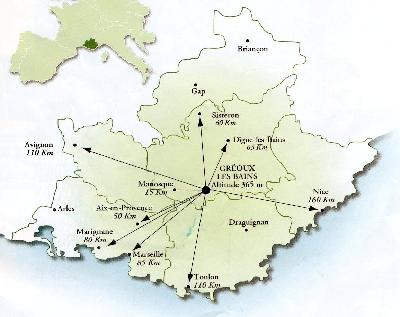 Briançon
Gap
Sisteron
60 Km
Avignon
110 Km
Digne les Bains
65 Km
GRÉOUX
LES BAINS
Altitude 365 m
Manosque
15 Km
Nice
160 Km
Arles
Aix-en-Provence
50 Km
Draguignan
Marignane
80 Km
Marseille
85 Km
Toulon
110 Km